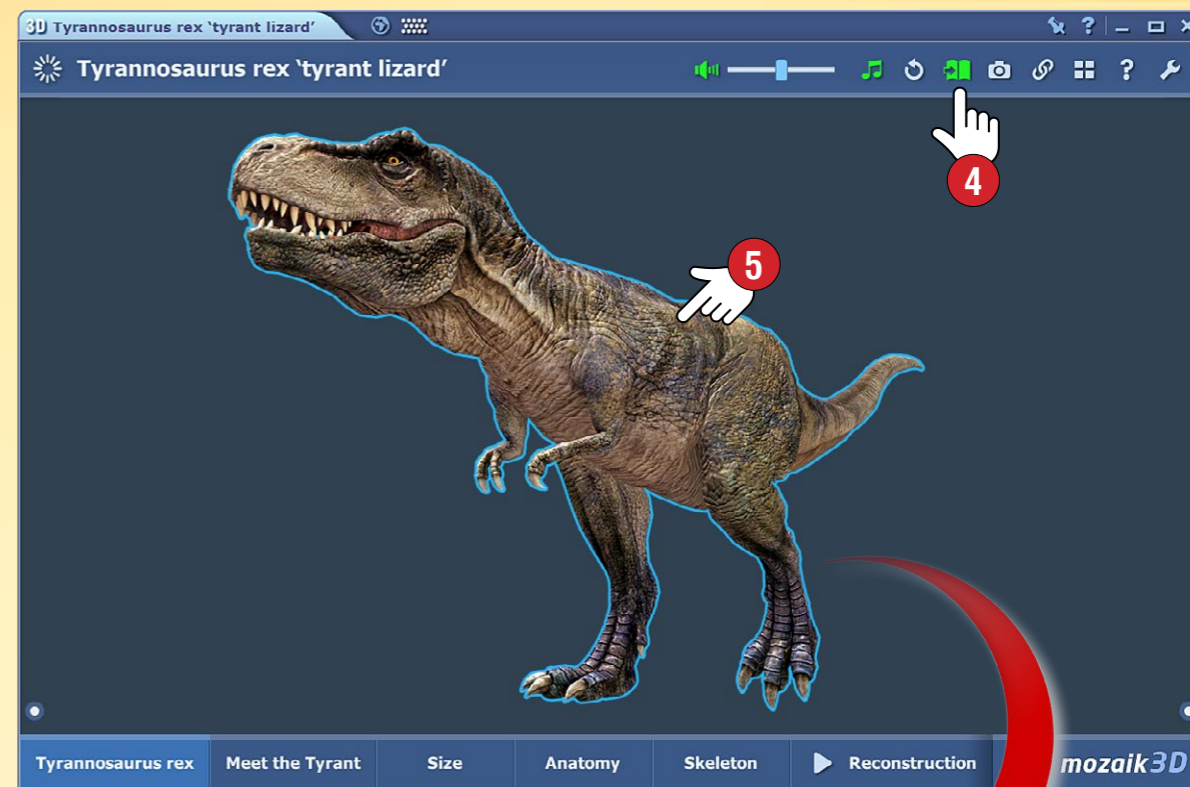 3D Tyrannosaurus rex ‘tyrant lizard’
?
Tyrannosaurus rex ‘tyrant lizard’
?
4
5
Tyrannosaurus rex
Meet the Tyrant
Size
Anatomy
Skeleton
Reconstruction
mozaik3D